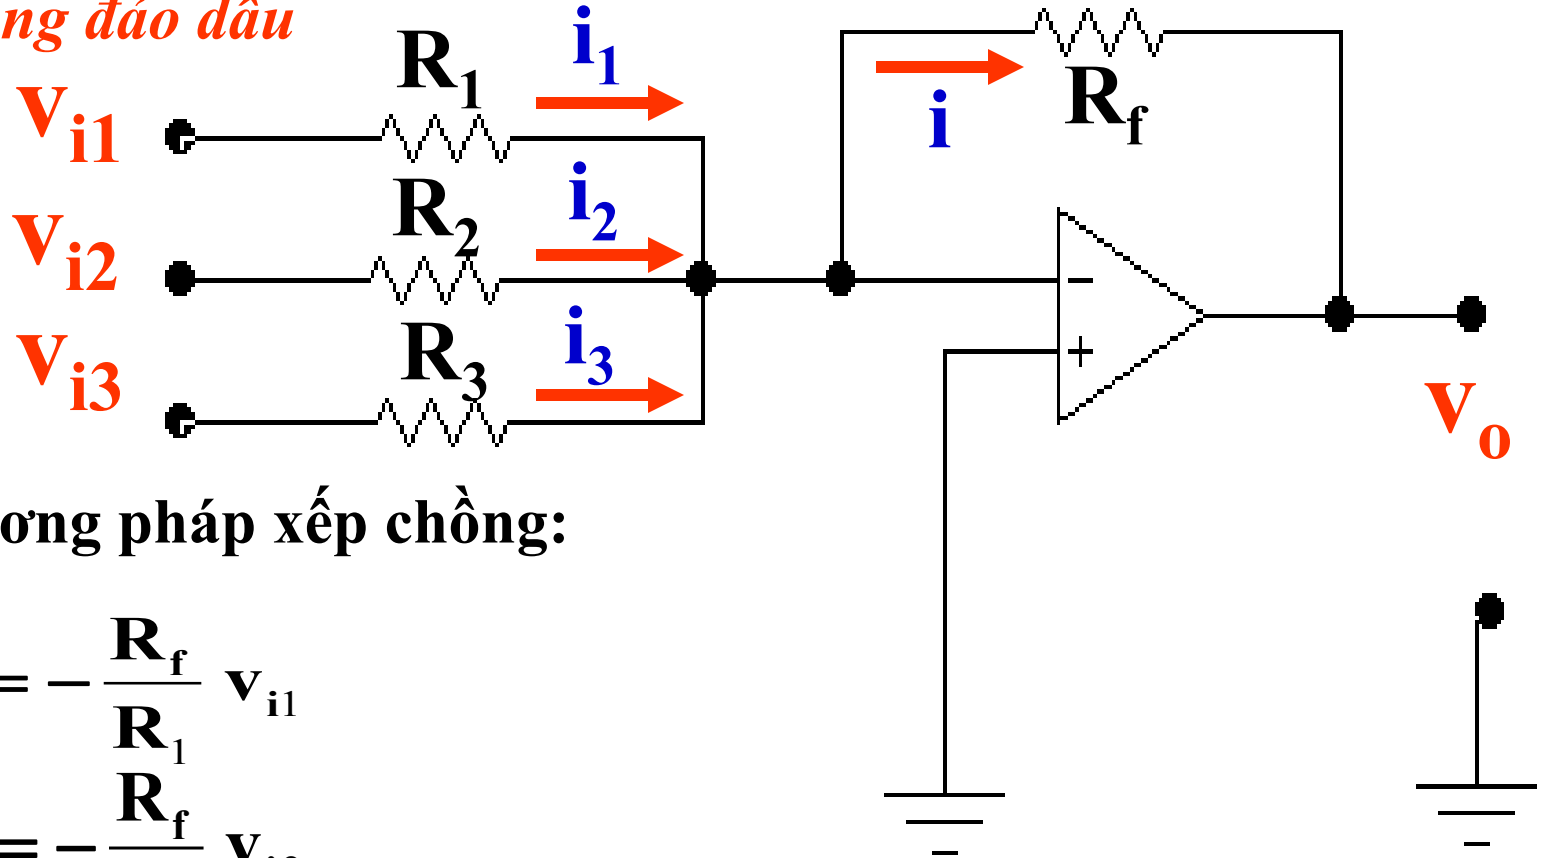 ng đảo dấu
vi1
R1
i1
i
Rf
vi2
R2
i2
vi3
R3
i3
−
+
vo
ơng pháp xếp chồng:
= − Rf / R1 vi1
= − Rf